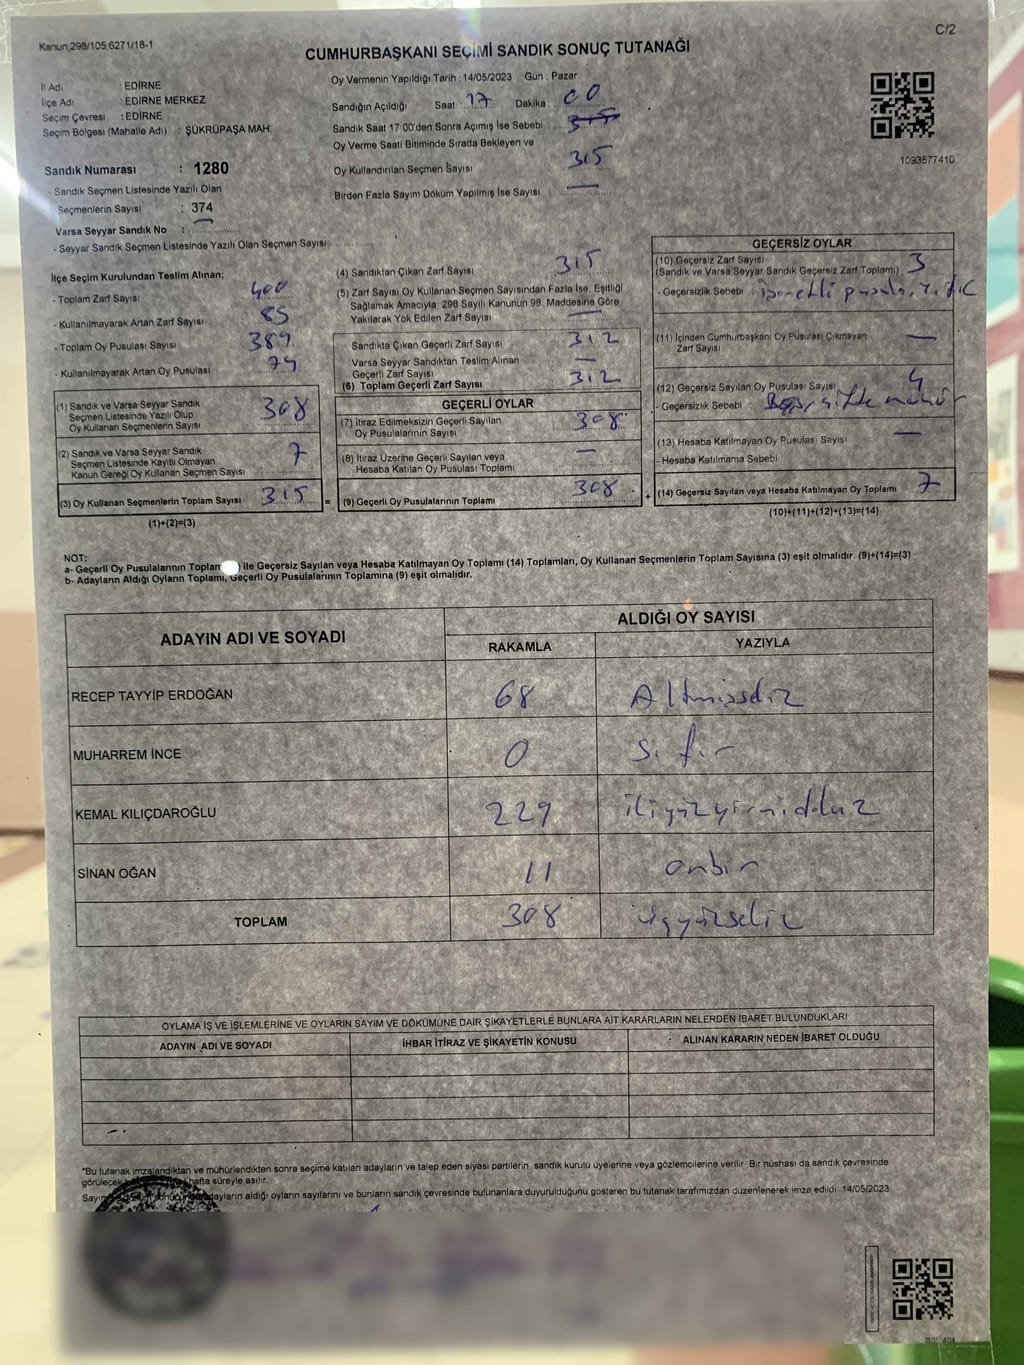 Kanun;298/105;6271/18-1
C/2
CUMHURBAŞKANI SEÇİMİ SANDIK SONUÇ TUTANAĞI
İl Adı : EDİRNE
İlçe Adı : EDİRNE MERKEZ
Seçim Çevresi : EDİRNE
Seçim Bölgesi (Mahalle Adı) : ŞÜKRÜPAŞA MAH.
Sandık Numarası : 1280
- Sandık Seçmen Listesinde Yazılı Olan
Seçmenlerin Sayısı : 374
Varsa Seyyar Sandık No : —
- Seyyar Sandık Seçmen Listesinde Yazılı Olan Seçmen Sayısı
Oy Vermenin Yapıldığı Tarih : 14/05/2023 Gün : Pazar
Sandığın Açıldığı Saat : 17 Dakika : 00
Sandık Saat 17:00'den Sonra Açımış İse Sebebi 315
Oy Verme Saati Bitiminde Sırada Bekleyen ve
Oy Kullandırılan Seçmen Sayısı 315
Birden Fazla Sayım Döküm Yapılmış İse Sayısı —
1093577410
İlçe Seçim Kurulundan Teslim Alınan;
- Toplam Zarf Sayısı 400
- Kullanılmayarak Artan Zarf Sayısı 85
- Toplam Oy Pusulası Sayısı 389
- Kullanılmayarak Artan Oy Pusulası 74
(1) Sandık ve Varsa Seyyar Sandık
Seçmen Listesinde Yazılı Olup
Oy Kullanan Seçmenlerin Sayısı 308
(2) Sandık ve Varsa Seyyar Sandık
Seçmen Listesinde Kayıtlı Olmayan
Kanun Gereği Oy Kullanan Seçmen Sayısı 7
(3) Oy Kullanan Seçmenlerin Toplam Sayısı 315 =
(1)+(2)=(3)
(4) Sandıktan Çıkan Zarf Sayısı 315
(5) Zarf Sayısı Oy Kullanan Seçmen Sayısından Fazla İse, Eşitliği
Sağlamak Amacıyla, 298 Sayılı Kanunun 98. Maddesine Göre
Yakılarak Yok Edilen Zarf Sayısı —
Sandıkta Çıkan Geçerli Zarf Sayısı 312
Varsa Seyyar Sandıktan Teslim Alınan
Geçerli Zarf Sayısı —
(6) Toplam Geçerli Zarf Sayısı 312
GEÇERLİ OYLAR
(7) İtiraz Edilmeksizin Geçerli Sayılan
Oy Pusulalarının Sayısı 308
(8) İtiraz Üzerine Geçerli Sayılan veya
Hesaba Katılan Oy Pusulası Toplamı —
(9) Geçerli Oy Pusulalarının Toplamı 308 +
GEÇERSİZ OYLAR
(10) Geçersiz Zarf Sayısı
(Sandık ve Varsa Seyyar Sandık Geçersiz Zarf Toplamı) 3
- Geçersizlik Sebebi : işaretli pusula,
(11) İçinden Cumhurbaşkanı Oy Pusulası Çıkmayan
Zarf Sayısı —
(12) Geçersiz Sayılan Oy Pusulası Sayısı 4
- Geçersizlik Sebebi Boş, çifte mühür
(13) Hesaba Katılmayan Oy Pusulası Sayısı —
- Hesaba Katılmama Sebebi
(14) Geçersiz Sayılan veya Hesaba Katılmayan Oy Toplamı 7
(10)+(11)+(12)+(13)=(14)
NOT:
a- Geçerli Oy Pusulalarının Toplam ) ile Geçersiz Sayılan veya Hesaba Katılmayan Oy Toplamı (14) Toplamları, Oy Kullanan Seçmenlerin Toplam Sayısına (3) eşit olmalıdır. (9)+(14)=(3)
b- Adayların Aldığı Oyların Toplamı, Geçerli Oy Pusulalarının Toplamına (9) eşit olmalıdır.
ADAYIN ADI VE SOYADI ALDIĞI OY SAYISI
RAKAMLA YAZIYLA
RECEP TAYYİP ERDOĞAN 68 Altmışsekiz
MUHARREM İNCE 0 Sıfır
KEMAL KILIÇDAROĞLU 229 ikiyüzyirmidokuz
SİNAN OĞAN 11 onbir
TOPLAM 308 üçyüzsekiz
OYLAMA İŞ VE İŞLEMLERİNE VE OYLARIN SAYIM VE DÖKÜMÜNE DAİR ŞİKAYETLERLE BUNLARA AİT KARARLARIN NELERDEN İBARET BULUNDUKLARI
ADAYIN ADI VE SOYADI İHBAR İTİRAZ VE ŞİKAYETİN KONUSU ALINAN KARARIN NEDEN İBARET OLDUĞU
*Bu tutanak imzalandıktan ve mühürlendikten sonra seçime katılan adayların ve talep eden siyasi partilerin sandık kurulu üyelerine veya gözlemcilerine verilir. Bir nüshası da sandık çevresinde
görülecek hafta süreyle asılır.
Sayım adayların aldığı oyların sayılarını ve bunların sandık çevresinde bulunanlara duyurulduğunu gösteren bu tutanak tarafımızdan düzenlenerek imza edildi. 14/05/2023